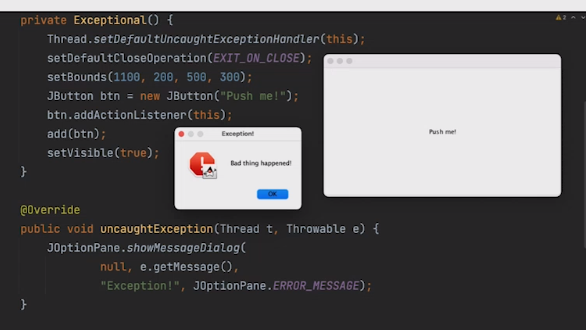 private Exceptional() {
Thread.setDefaultUncaughtExceptionHandler(this);
setDefaultCloseOperation(EXIT_ON_CLOSE);
setBounds(1100, 200, 500, 300);
JButton btn = new JButton("Push me!");
btn.addActionListener(this);
add(btn);
setVisible(true);
}
@Override
public void uncaughtException(Thread t, Throwable e) {
JOptionPane.showMessageDialog(
null, e.getMessage(),
"Exception!", JOptionPane.ERROR_MESSAGE);
}
Exception!
Bad thing happened!
OK
Push me!
2